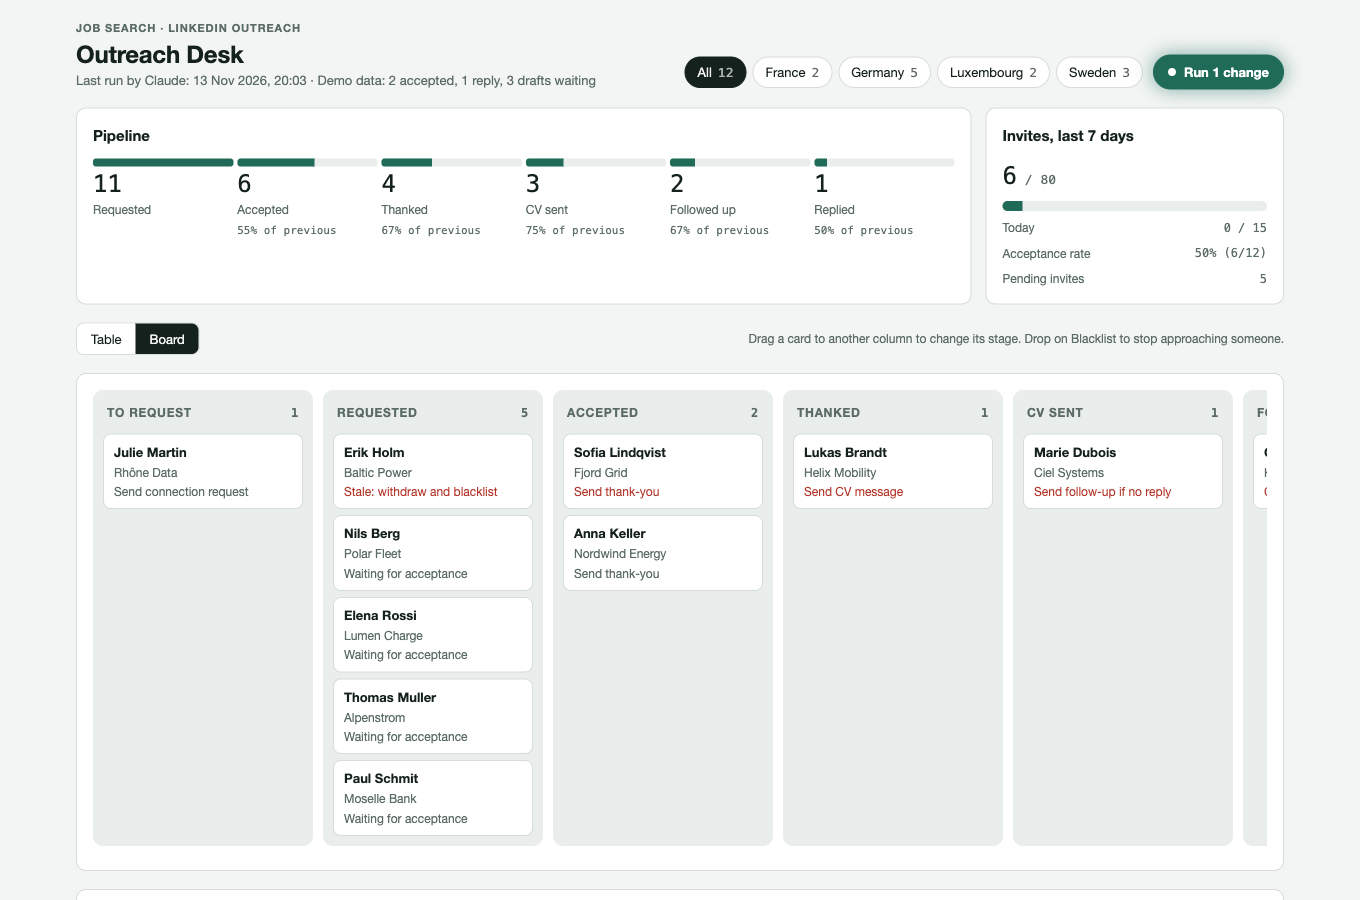 JOB SEARCH · LINKEDIN OUTREACH
Outreach Desk
Last run by Claude: 13 Nov 2026, 20:03 · Demo data: 2 accepted, 1 reply, 3 drafts waiting
All 12
France 2
Germany 5
Luxembourg 2
Sweden 3
Run 1 change
Pipeline
11
Requested
6
Accepted
55% of previous
4
Thanked
67% of previous
3
CV sent
75% of previous
2
Followed up
67% of previous
1
Replied
50% of previous
Invites, last 7 days
6 / 80
Today 0 / 15
Acceptance rate 50% (6/12)
Pending invites 5
Table
Board
Drag a card to another column to change its stage. Drop on Blacklist to stop approaching someone.
TO REQUEST 1
Julie Martin
Rhône Data
Send connection request
REQUESTED 5
Erik Holm
Baltic Power
Stale: withdraw and blacklist
Nils Berg
Polar Fleet
Waiting for acceptance
Elena Rossi
Lumen Charge
Waiting for acceptance
Thomas Muller
Alpenstrom
Waiting for acceptance
Paul Schmit
Moselle Bank
Waiting for acceptance
ACCEPTED 2
Sofia Lindqvist
Fjord Grid
Send thank-you
Anna Keller
Nordwind Energy
Send thank-you
THANKED 1
Lukas Brandt
Helix Mobility
Send CV message
CV SENT 1
Marie Dubois
Ciel Systems
Send follow-up if no reply